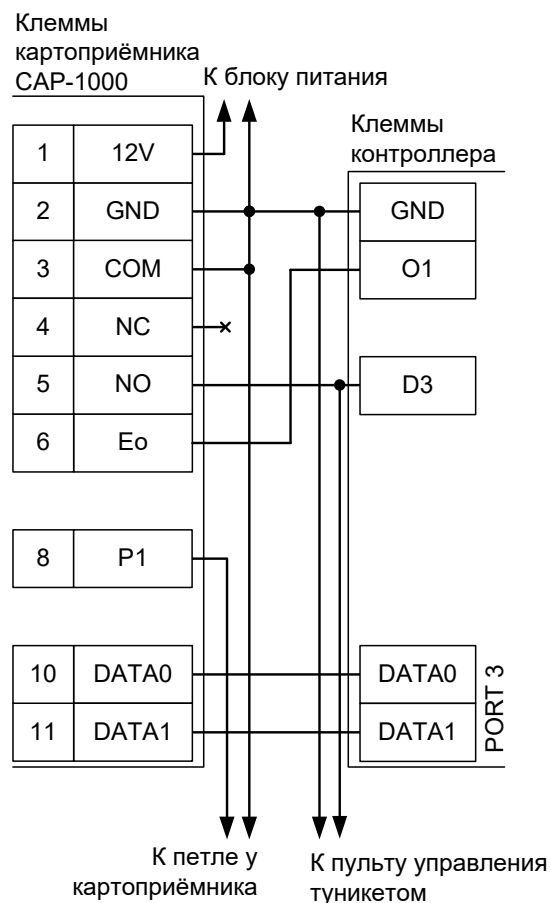 Клеммы
картоприёмника
CAP-1000
К блоку питания
Клеммы
контроллера
1 12V
2 GND
3 COM
4 NC
5 NO
6 Eo
8 P1
10 DATA0
11 DATA1
GND
O1
D3
DATA0
DATA1
PORT 3
К петле у
картоприёмника
К пульту управления
туникетом